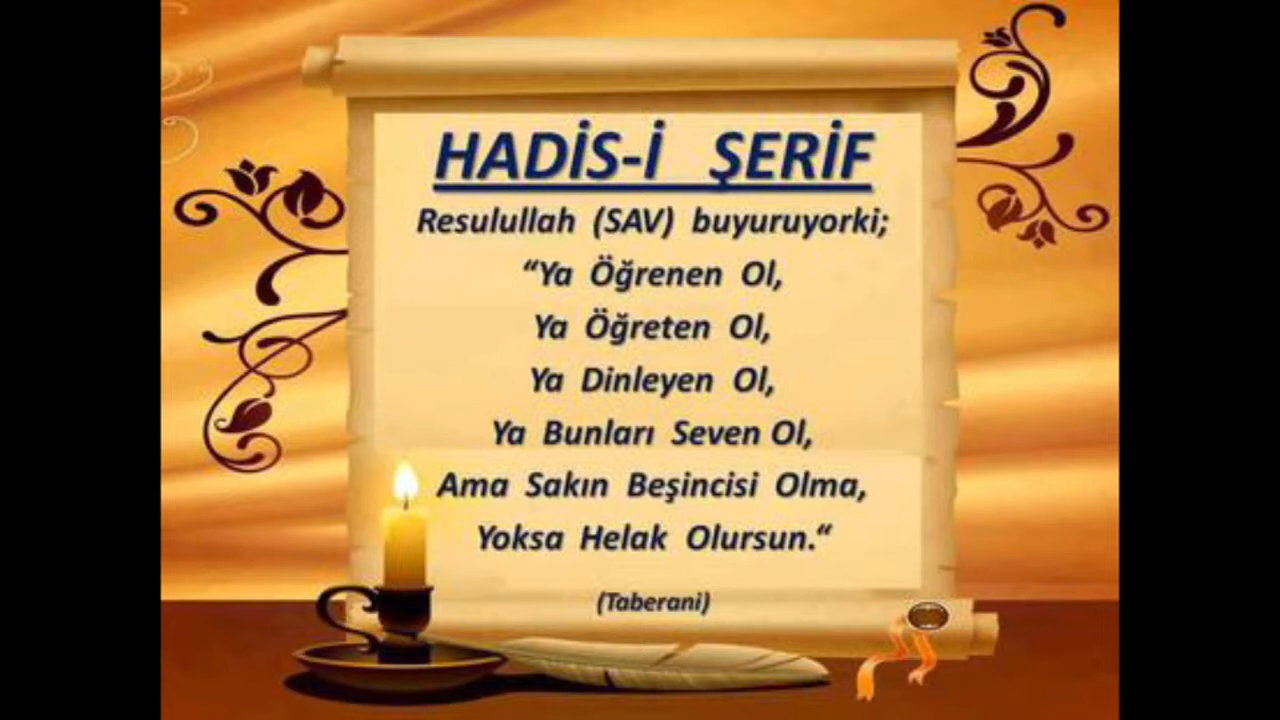 HADİS-İ ŞERİF
Resulullah (SAV) buyuruyorki;
“Ya Öğrenen Ol,
Ya Öğreten Ol,
Ya Dinleyen Ol,
Ya Bunları Seven Ol,
Ama Sakın Beşincisi Olma,
Yoksa Helak Olursun.“
(Taberani)